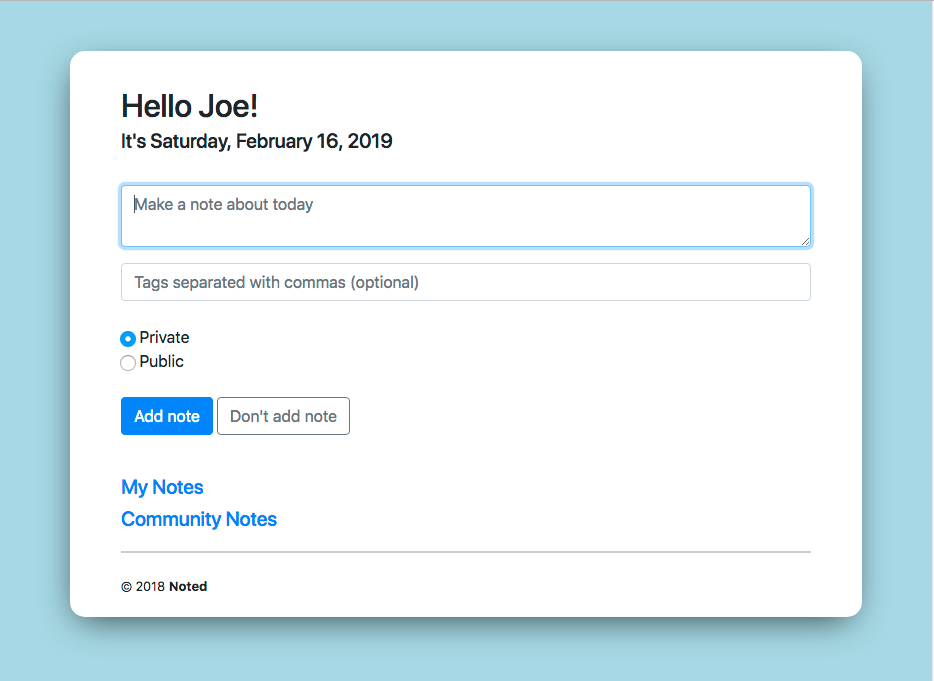 Hello Joe!
It's Saturday, February 16, 2019
Make a note about today
Tags separated with commas (optional)
Private
Public
Add note Don't add note
My Notes
Community Notes
© 2018 Noted